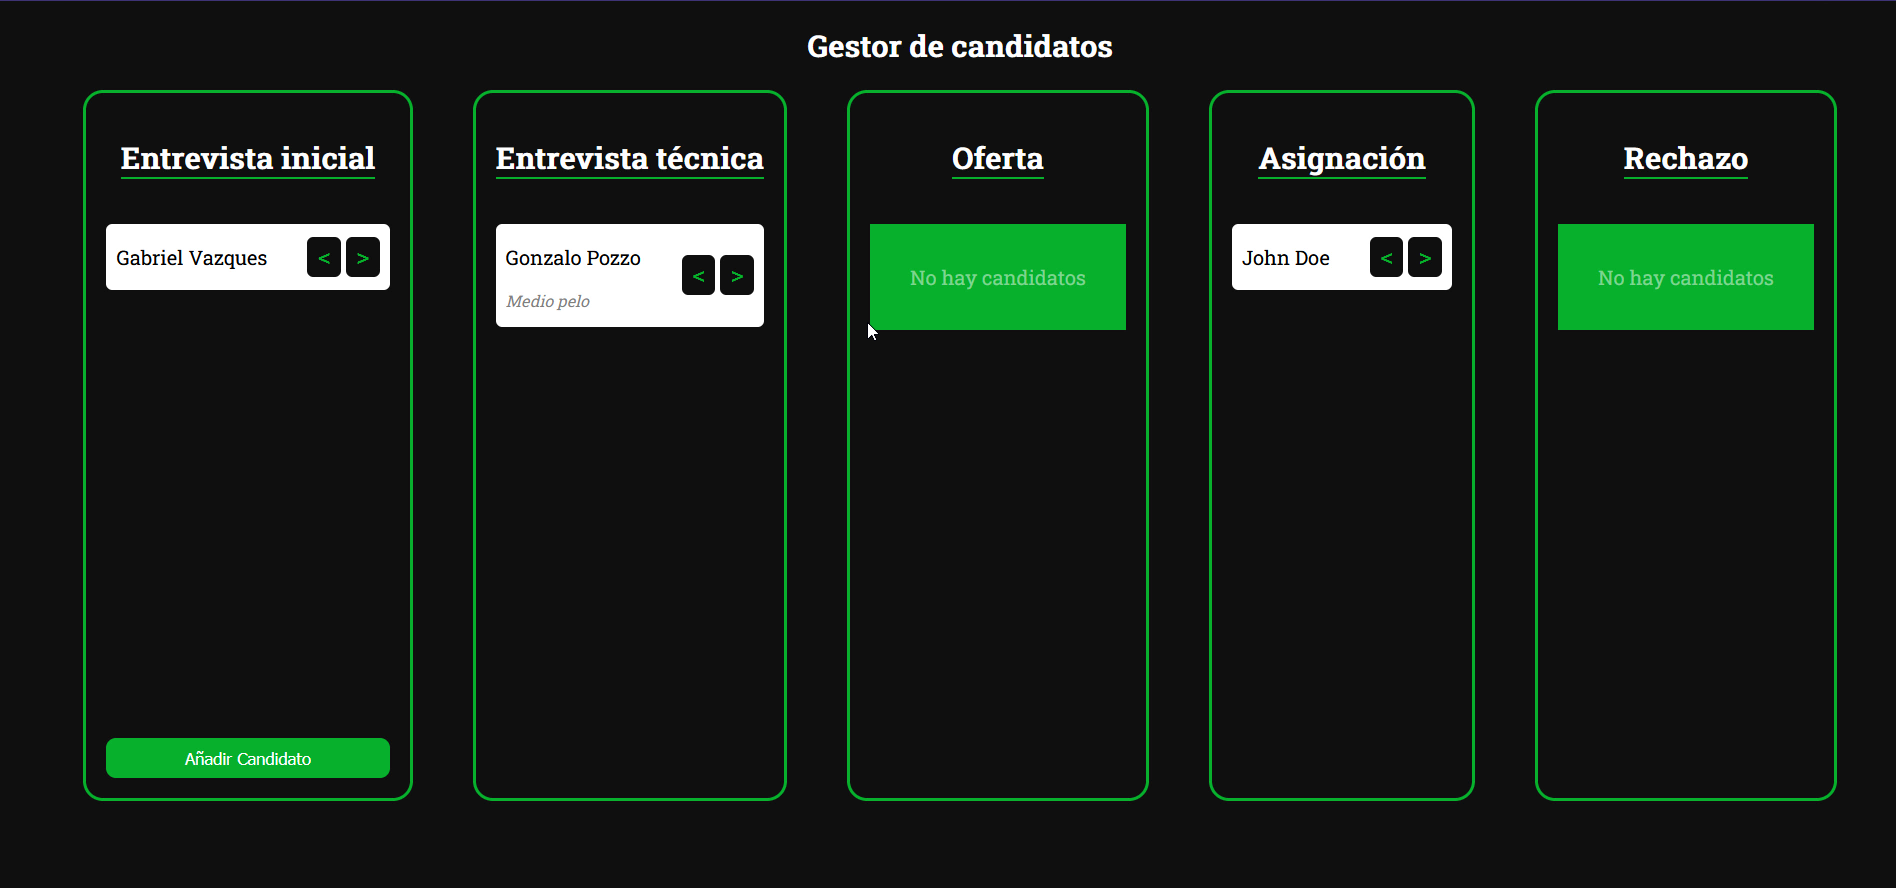 Gestor de candidatos
Entrevista inicial
Gabriel Vazques < >
Añadir Candidato
Entrevista técnica
Gonzalo Pozzo < >
Medio pelo
Oferta
No hay candidatos
Asignación
John Doe < >
Rechazo
No hay candidatos